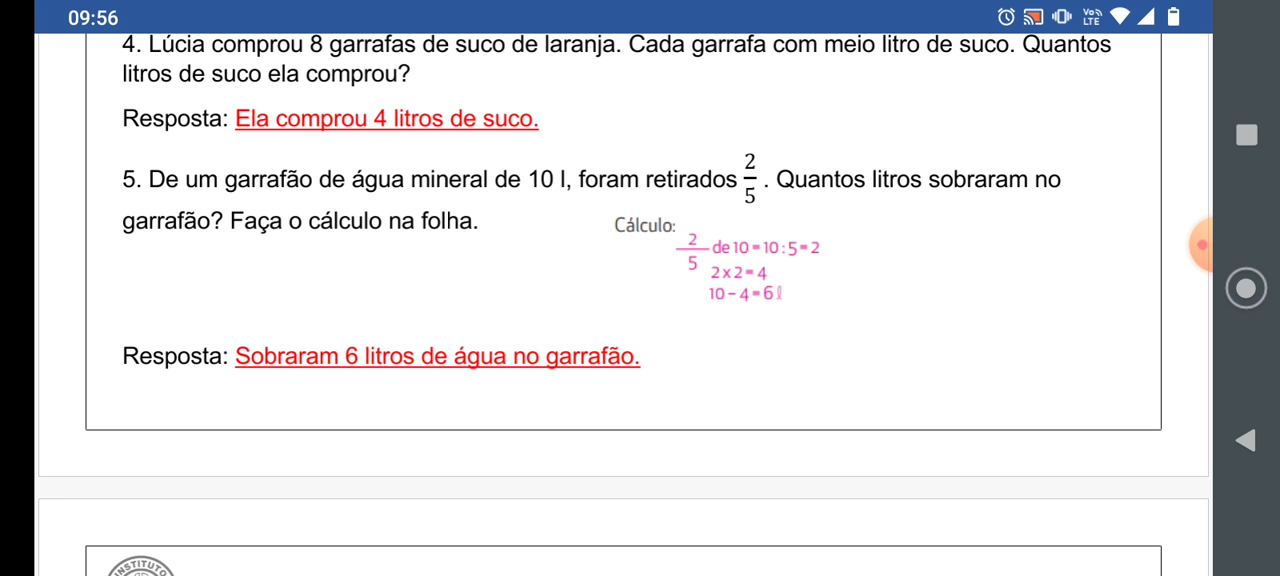 09:56
Vo LTE
4. Lúcia comprou 8 garrafas de suco de laranja. Cada garrafa com meio litro de suco. Quantos
litros de suco ela comprou?
Resposta: Ela comprou 4 litros de suco.
5. De um garrafão de água mineral de 10 l, foram retirados 2/5 . Quantos litros sobraram no
garrafão? Faça o cálculo na folha.
Cálculo:
2/5 de 10 = 10 : 5 = 2
2 x 2 = 4
10 - 4 = 6 l
Resposta: Sobraram 6 litros de água no garrafão.
INSTITUTO